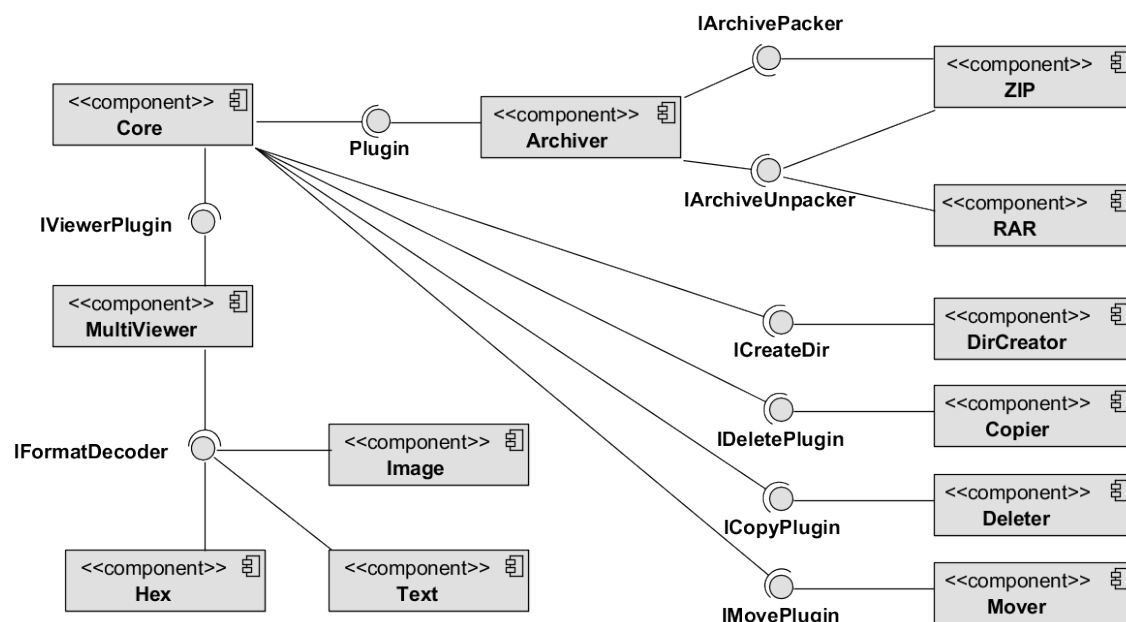 IArchivePacker
<<component>>
ZIP
<<component>>
Core
Plugin
<<component>>
Archiver
IArchiveUnpacker
<<component>>
RAR
IViewerPlugin
<<component>>
MultiViewer
ICreateDir
<<component>>
DirCreator
IDeletePlugin
<<component>>
Copier
IFormatDecoder
<<component>>
Image
ICopyPlugin
<<component>>
Deleter
<<component>>
Hex
<<component>>
Text
IMovePlugin
<<component>>
Mover